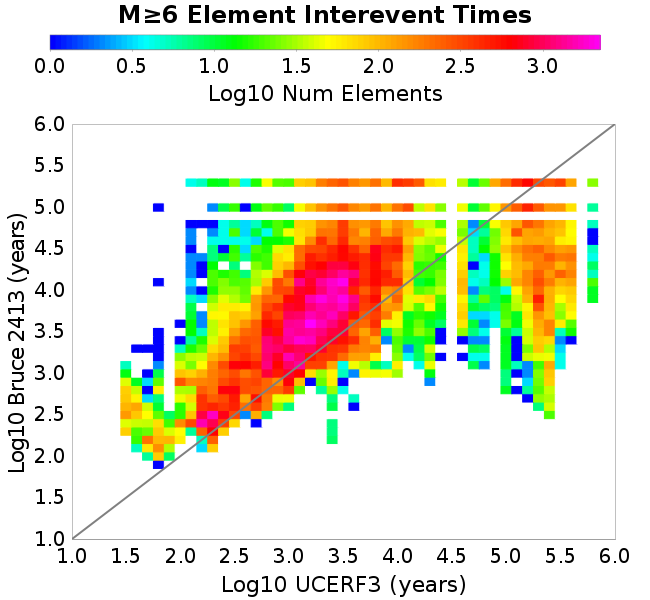 M≥6 Element Interevent Times
0.0 0.5 1.0 1.5 2.0 2.5 3.0
Log10 Num Elements
6.0
5.5
5.0
4.5
4.0
3.5
3.0
2.5
2.0
1.5
1.0
Log10 Bruce 2413 (years)
1.0 1.5 2.0 2.5 3.0 3.5 4.0 4.5 5.0 5.5 6.0
Log10 UCERF3 (years)